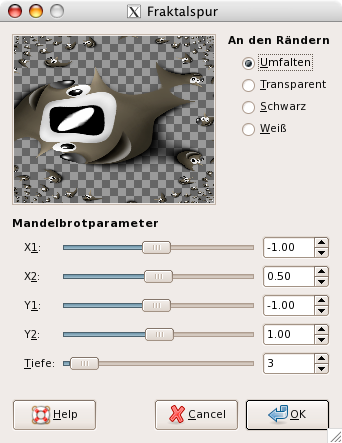 Fraktalspur
An den Rändern
Umfalten
Transparent
Schwarz
Weiß
Mandelbrotparameter
X1: -1.00
X2: 0.50
Y1: -1.00
Y2: 1.00
Tiefe: 3
Help Cancel OK